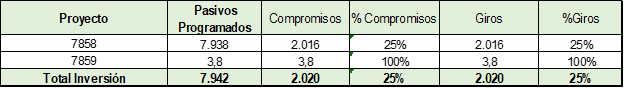 Proyecto Pasivos Programados Compromisos % Compromisos Giros %Giros
7858 7.938 2.016 25% 2.016 25%
7859 3,8 3,8 100% 3,8 100%
Total Inversión 7.942 2.020 25% 2.020 25%